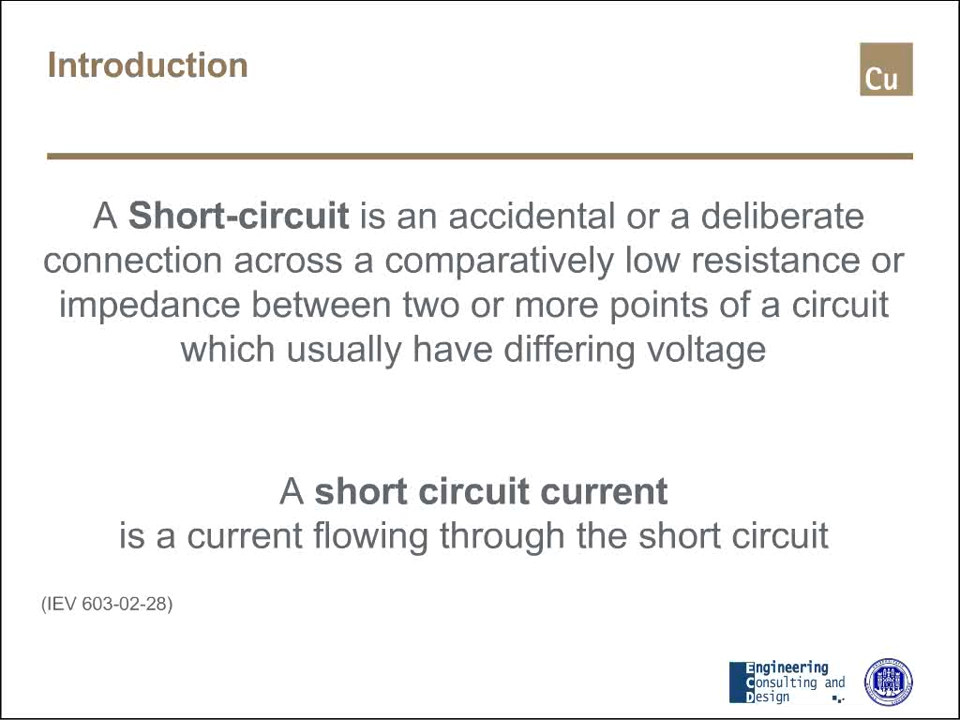 Introduction
Cu
A Short-circuit is an accidental or a deliberate
connection across a comparatively low resistance or
impedance between two or more points of a circuit
which usually have differing voltage
A short circuit current
is a current flowing through the short circuit
(IEV 603-02-28)
Engineering
Consulting and
Design